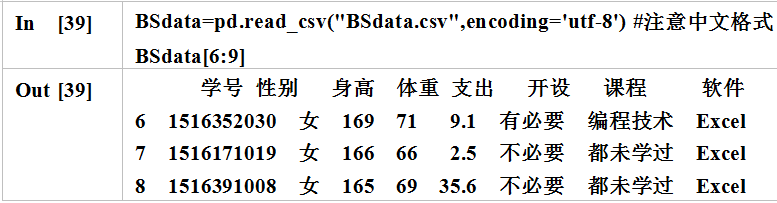 In [39] BSdata=pd.read_csv("BSdata.csv",encoding='utf-8') #注意中文格式
BSdata[6:9]
Out [39] 学号 性别 身高 体重 支出 开设 课程 软件
6 1516352030 女 169 71 9.1 有必要 编程技术 Excel
7 1516171019 女 166 66 2.5 不必要 都未学过 Excel
8 1516391008 女 165 69 35.6 不必要 都未学过 Excel